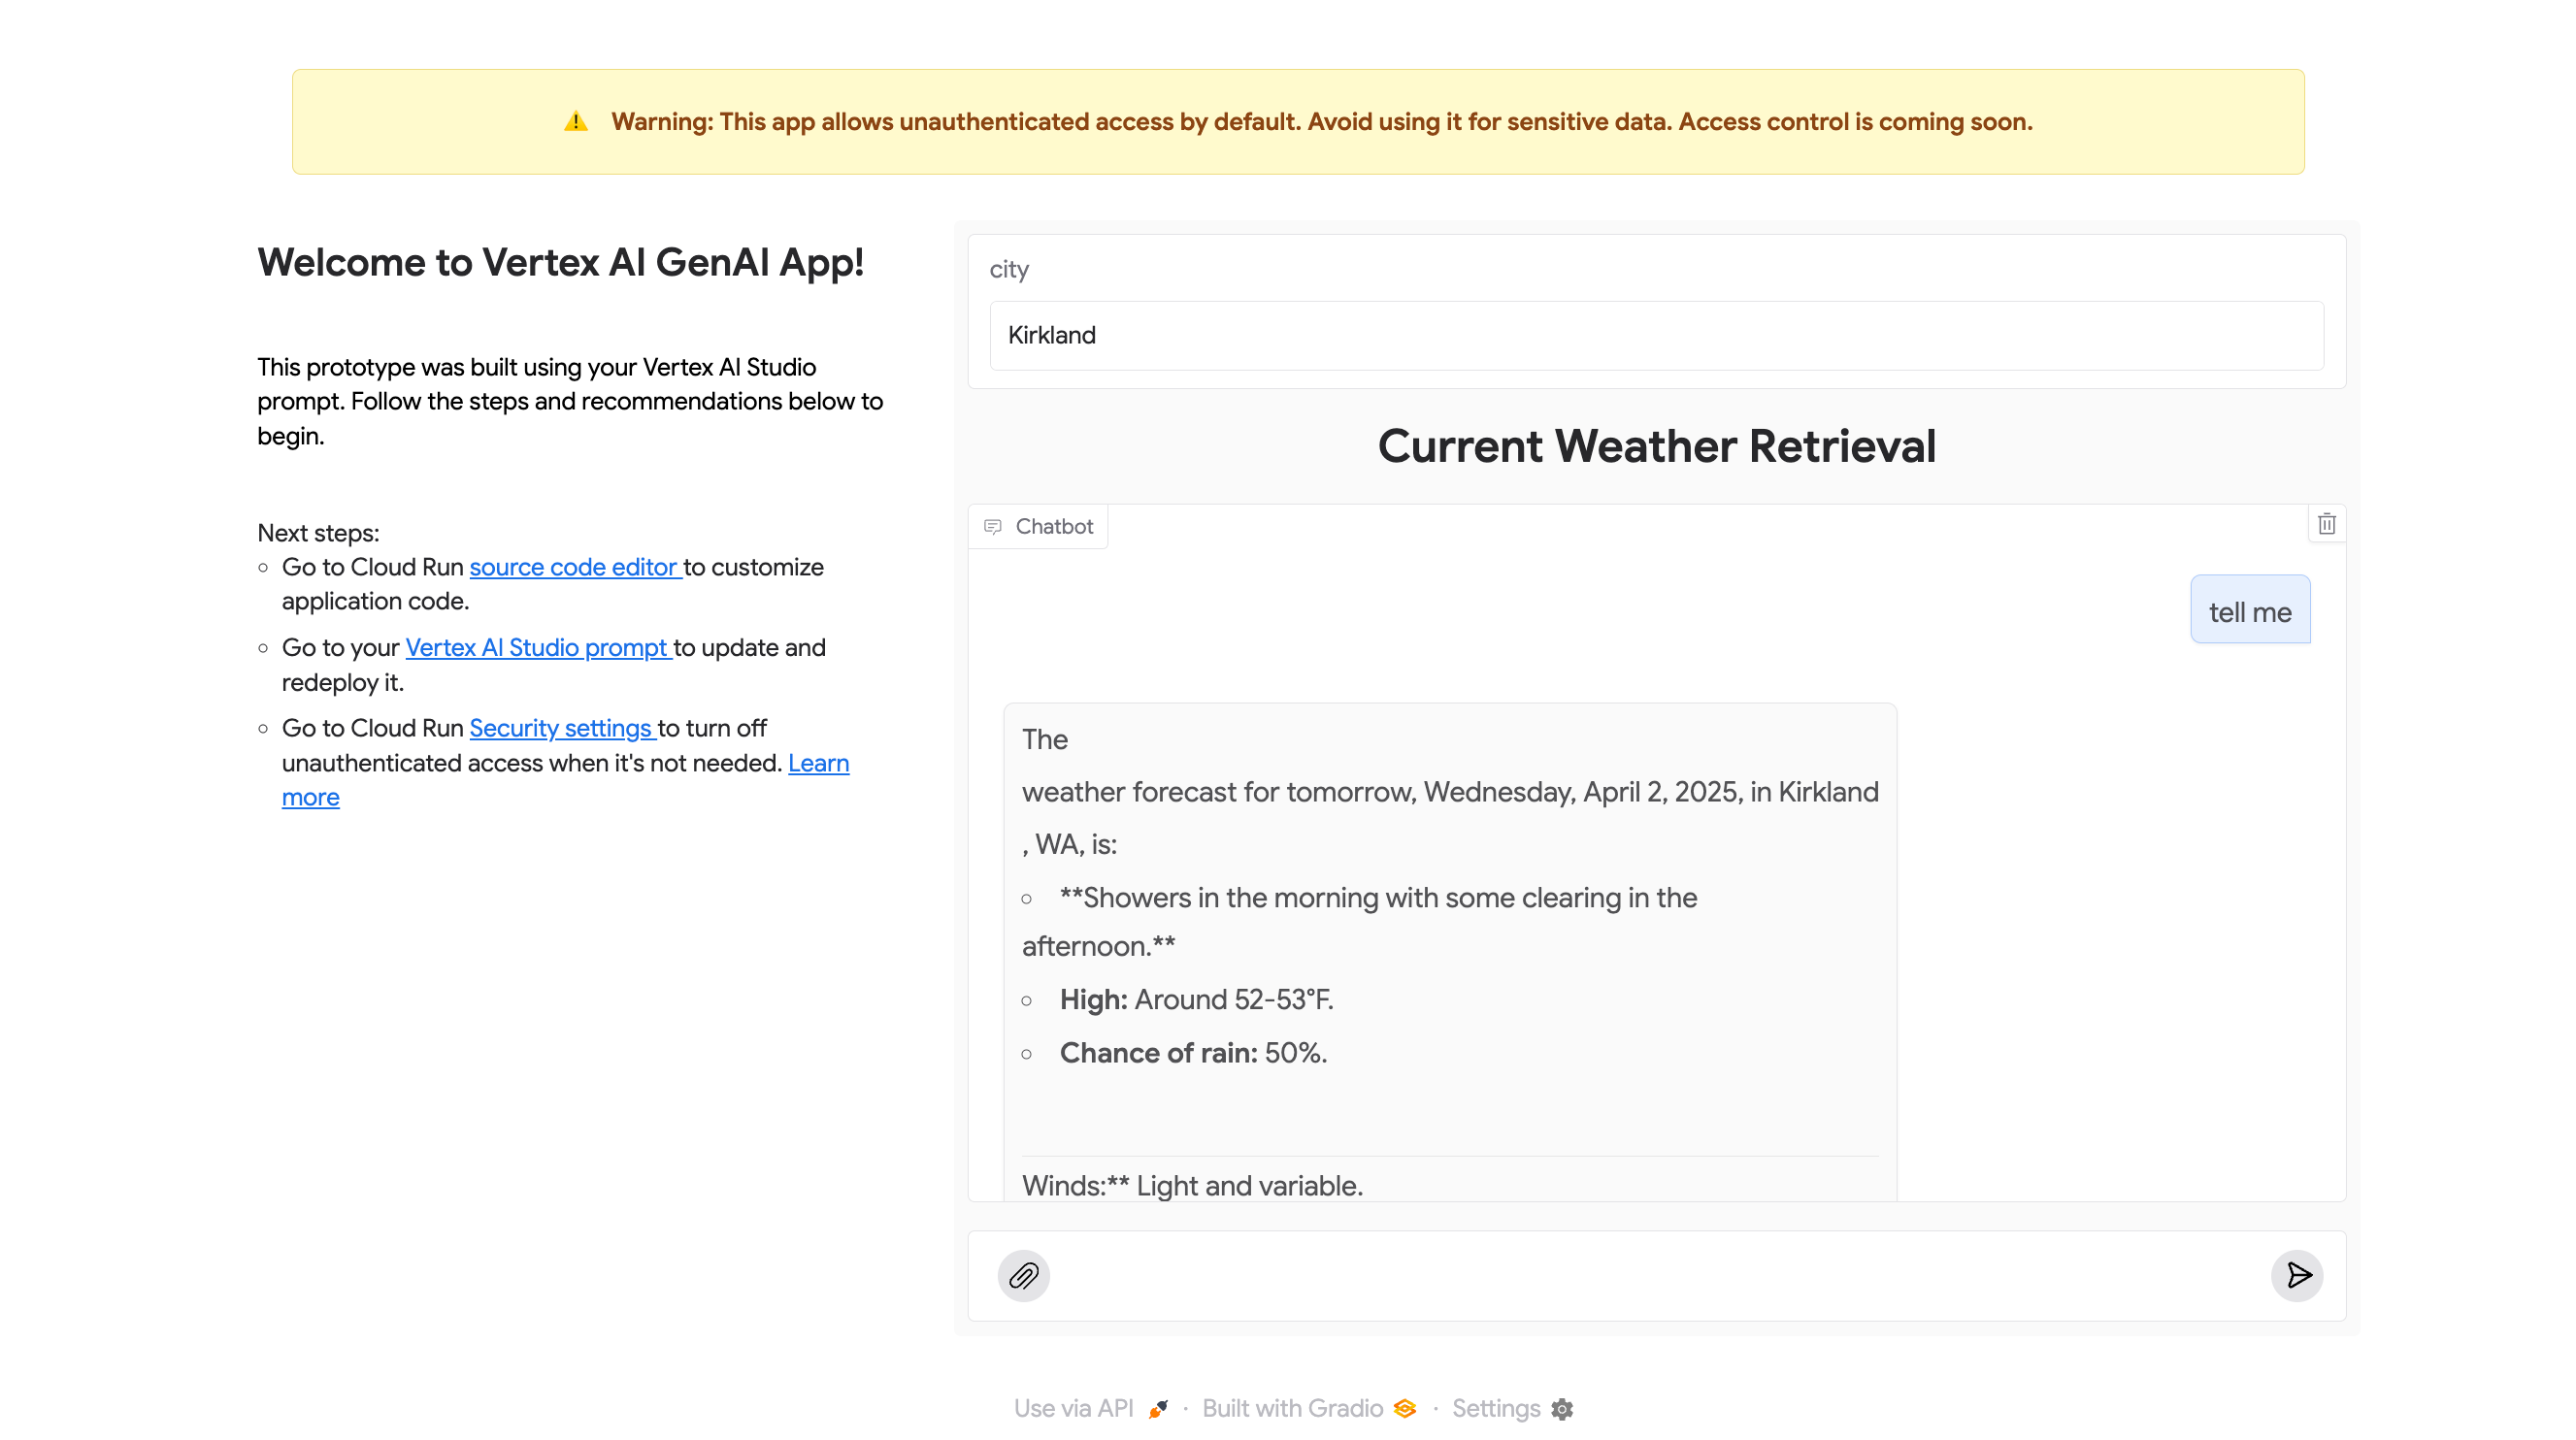 Warning: This app allows unauthenticated access by default. Avoid using it for sensitive data. Access control is coming soon.
Welcome to Vertex AI GenAI App!
This prototype was built using your Vertex AI Studio
prompt. Follow the steps and recommendations below to
begin.
Next steps:
Go to Cloud Run source code editor to customize
application code.
Go to your Vertex AI Studio prompt to update and
redeploy it.
Go to Cloud Run Security settings to turn off
unauthenticated access when it's not needed. Learn
more
city
Kirkland
Current Weather Retrieval
Chatbot
tell me
The
weather forecast for tomorrow, Wednesday, April 2, 2025, in Kirkland
, WA, is:
**Showers in the morning with some clearing in the
afternoon.**
High: Around 52-53°F.
Chance of rain: 50%.
Winds:** Light and variable.
Use via API · Built with Gradio · Settings